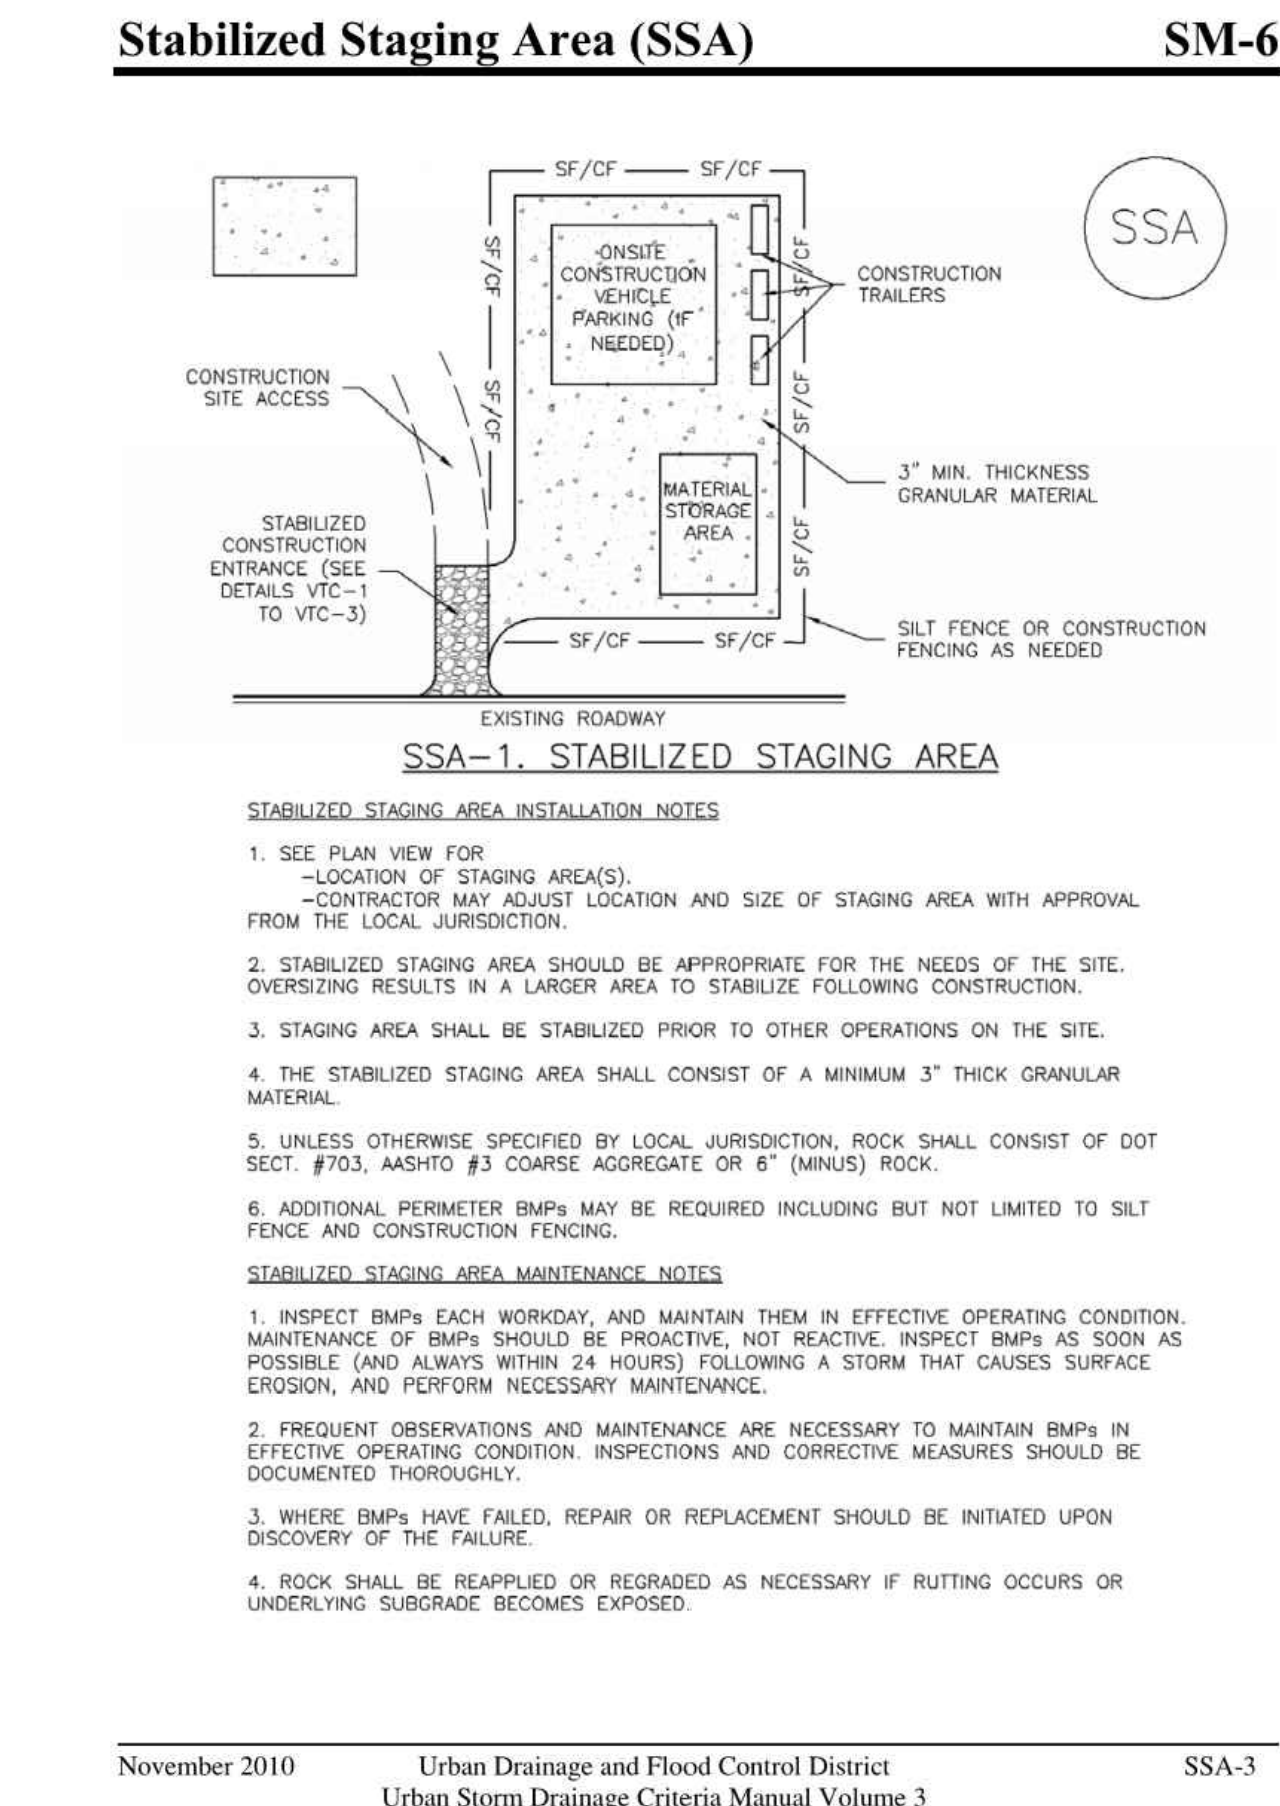 Stabilized Staging Area (SSA) SM-6
SF/CF SF/CF
SSA
SF/CF
SF/CF
ONSITE
CONSTRUCTION
VEHICLE
PARKING (IF
NEEDED)
SF/CF
CONSTRUCTION
TRAILERS
CONSTRUCTION
SITE ACCESS
SF/CF
SF/CF
3" MIN. THICKNESS
GRANULAR MATERIAL
MATERIAL
STORAGE
AREA
STABILIZED
CONSTRUCTION
ENTRANCE (SEE
DETAILS VTC-1
TO VTC-3)
SF/CF
SF/CF SF/CF
SILT FENCE OR CONSTRUCTION
FENCING AS NEEDED
EXISTING ROADWAY
SSA-1. STABILIZED STAGING AREA
STABILIZED STAGING AREA INSTALLATION NOTES
1. SEE PLAN VIEW FOR
-LOCATION OF STAGING AREA(S).
-CONTRACTOR MAY ADJUST LOCATION AND SIZE OF STAGING AREA WITH APPROVAL
FROM THE LOCAL JURISDICTION.
2. STABILIZED STAGING AREA SHOULD BE APPROPRIATE FOR THE NEEDS OF THE SITE.
OVERSIZING RESULTS IN A LARGER AREA TO STABILIZE FOLLOWING CONSTRUCTION.
3. STAGING AREA SHALL BE STABILIZED PRIOR TO OTHER OPERATIONS ON THE SITE.
4. THE STABILIZED STAGING AREA SHALL CONSIST OF A MINIMUM 3" THICK GRANULAR
MATERIAL.
5. UNLESS OTHERWISE SPECIFIED BY LOCAL JURISDICTION, ROCK SHALL CONSIST OF DOT
SECT. #703, AASHTO #3 COARSE AGGREGATE OR 6" (MINUS) ROCK.
6. ADDITIONAL PERIMETER BMPs MAY BE REQUIRED INCLUDING BUT NOT LIMITED TO SILT
FENCE AND CONSTRUCTION FENCING.
STABILIZED STAGING AREA MAINTENANCE NOTES
1. INSPECT BMPs EACH WORKDAY, AND MAINTAIN THEM IN EFFECTIVE OPERATING CONDITION.
MAINTENANCE OF BMPs SHOULD BE PROACTIVE, NOT REACTIVE. INSPECT BMPs AS SOON AS
POSSIBLE (AND ALWAYS WITHIN 24 HOURS) FOLLOWING A STORM THAT CAUSES SURFACE
EROSION, AND PERFORM NECESSARY MAINTENANCE.
2. FREQUENT OBSERVATIONS AND MAINTENANCE ARE NECESSARY TO MAINTAIN BMPs IN
EFFECTIVE OPERATING CONDITION. INSPECTIONS AND CORRECTIVE MEASURES SHOULD BE
DOCUMENTED THOROUGHLY.
3. WHERE BMPs HAVE FAILED, REPAIR OR REPLACEMENT SHOULD BE INITIATED UPON
DISCOVERY OF THE FAILURE.
4. ROCK SHALL BE REAPPLIED OR REGRADED AS NECESSARY IF RUTTING OCCURS OR
UNDERLYING SUBGRADE BECOMES EXPOSED.
November 2010 Urban Drainage and Flood Control District SSA-3
Urban Storm Drainage Criteria Manual Volume 3